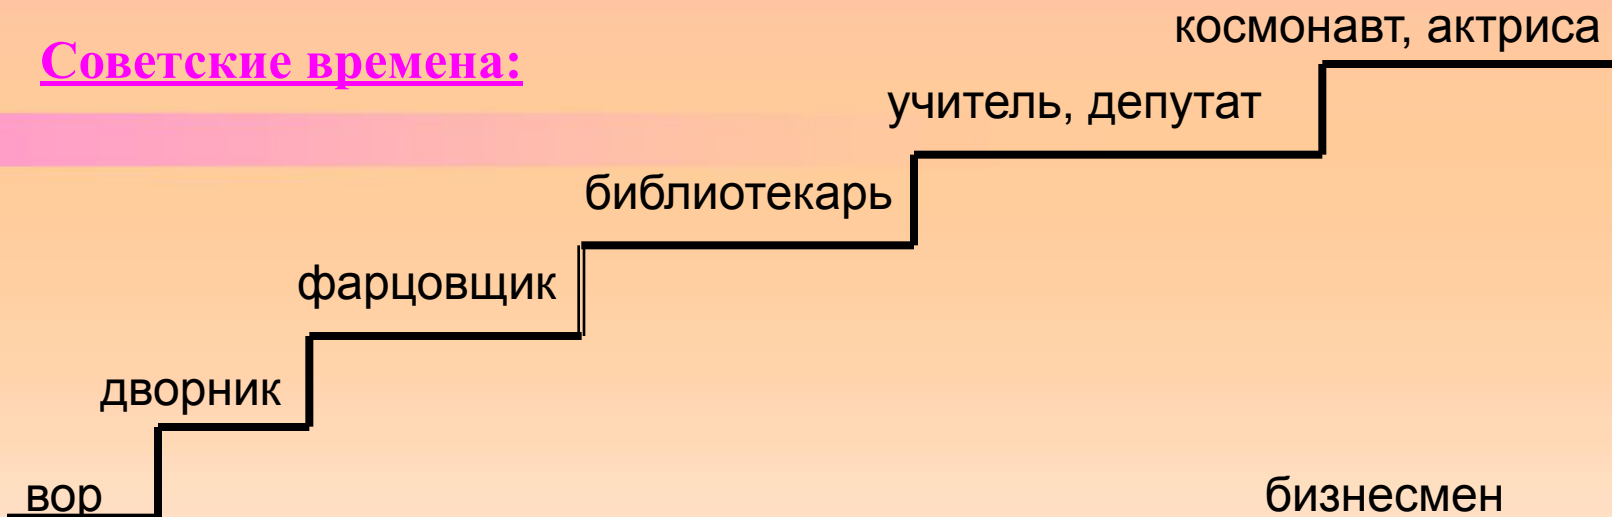 космонавт, актриса
Советские времена:
учитель, депутат
библиотекарь
фарцовщик
дворник
вор
бизнесмен